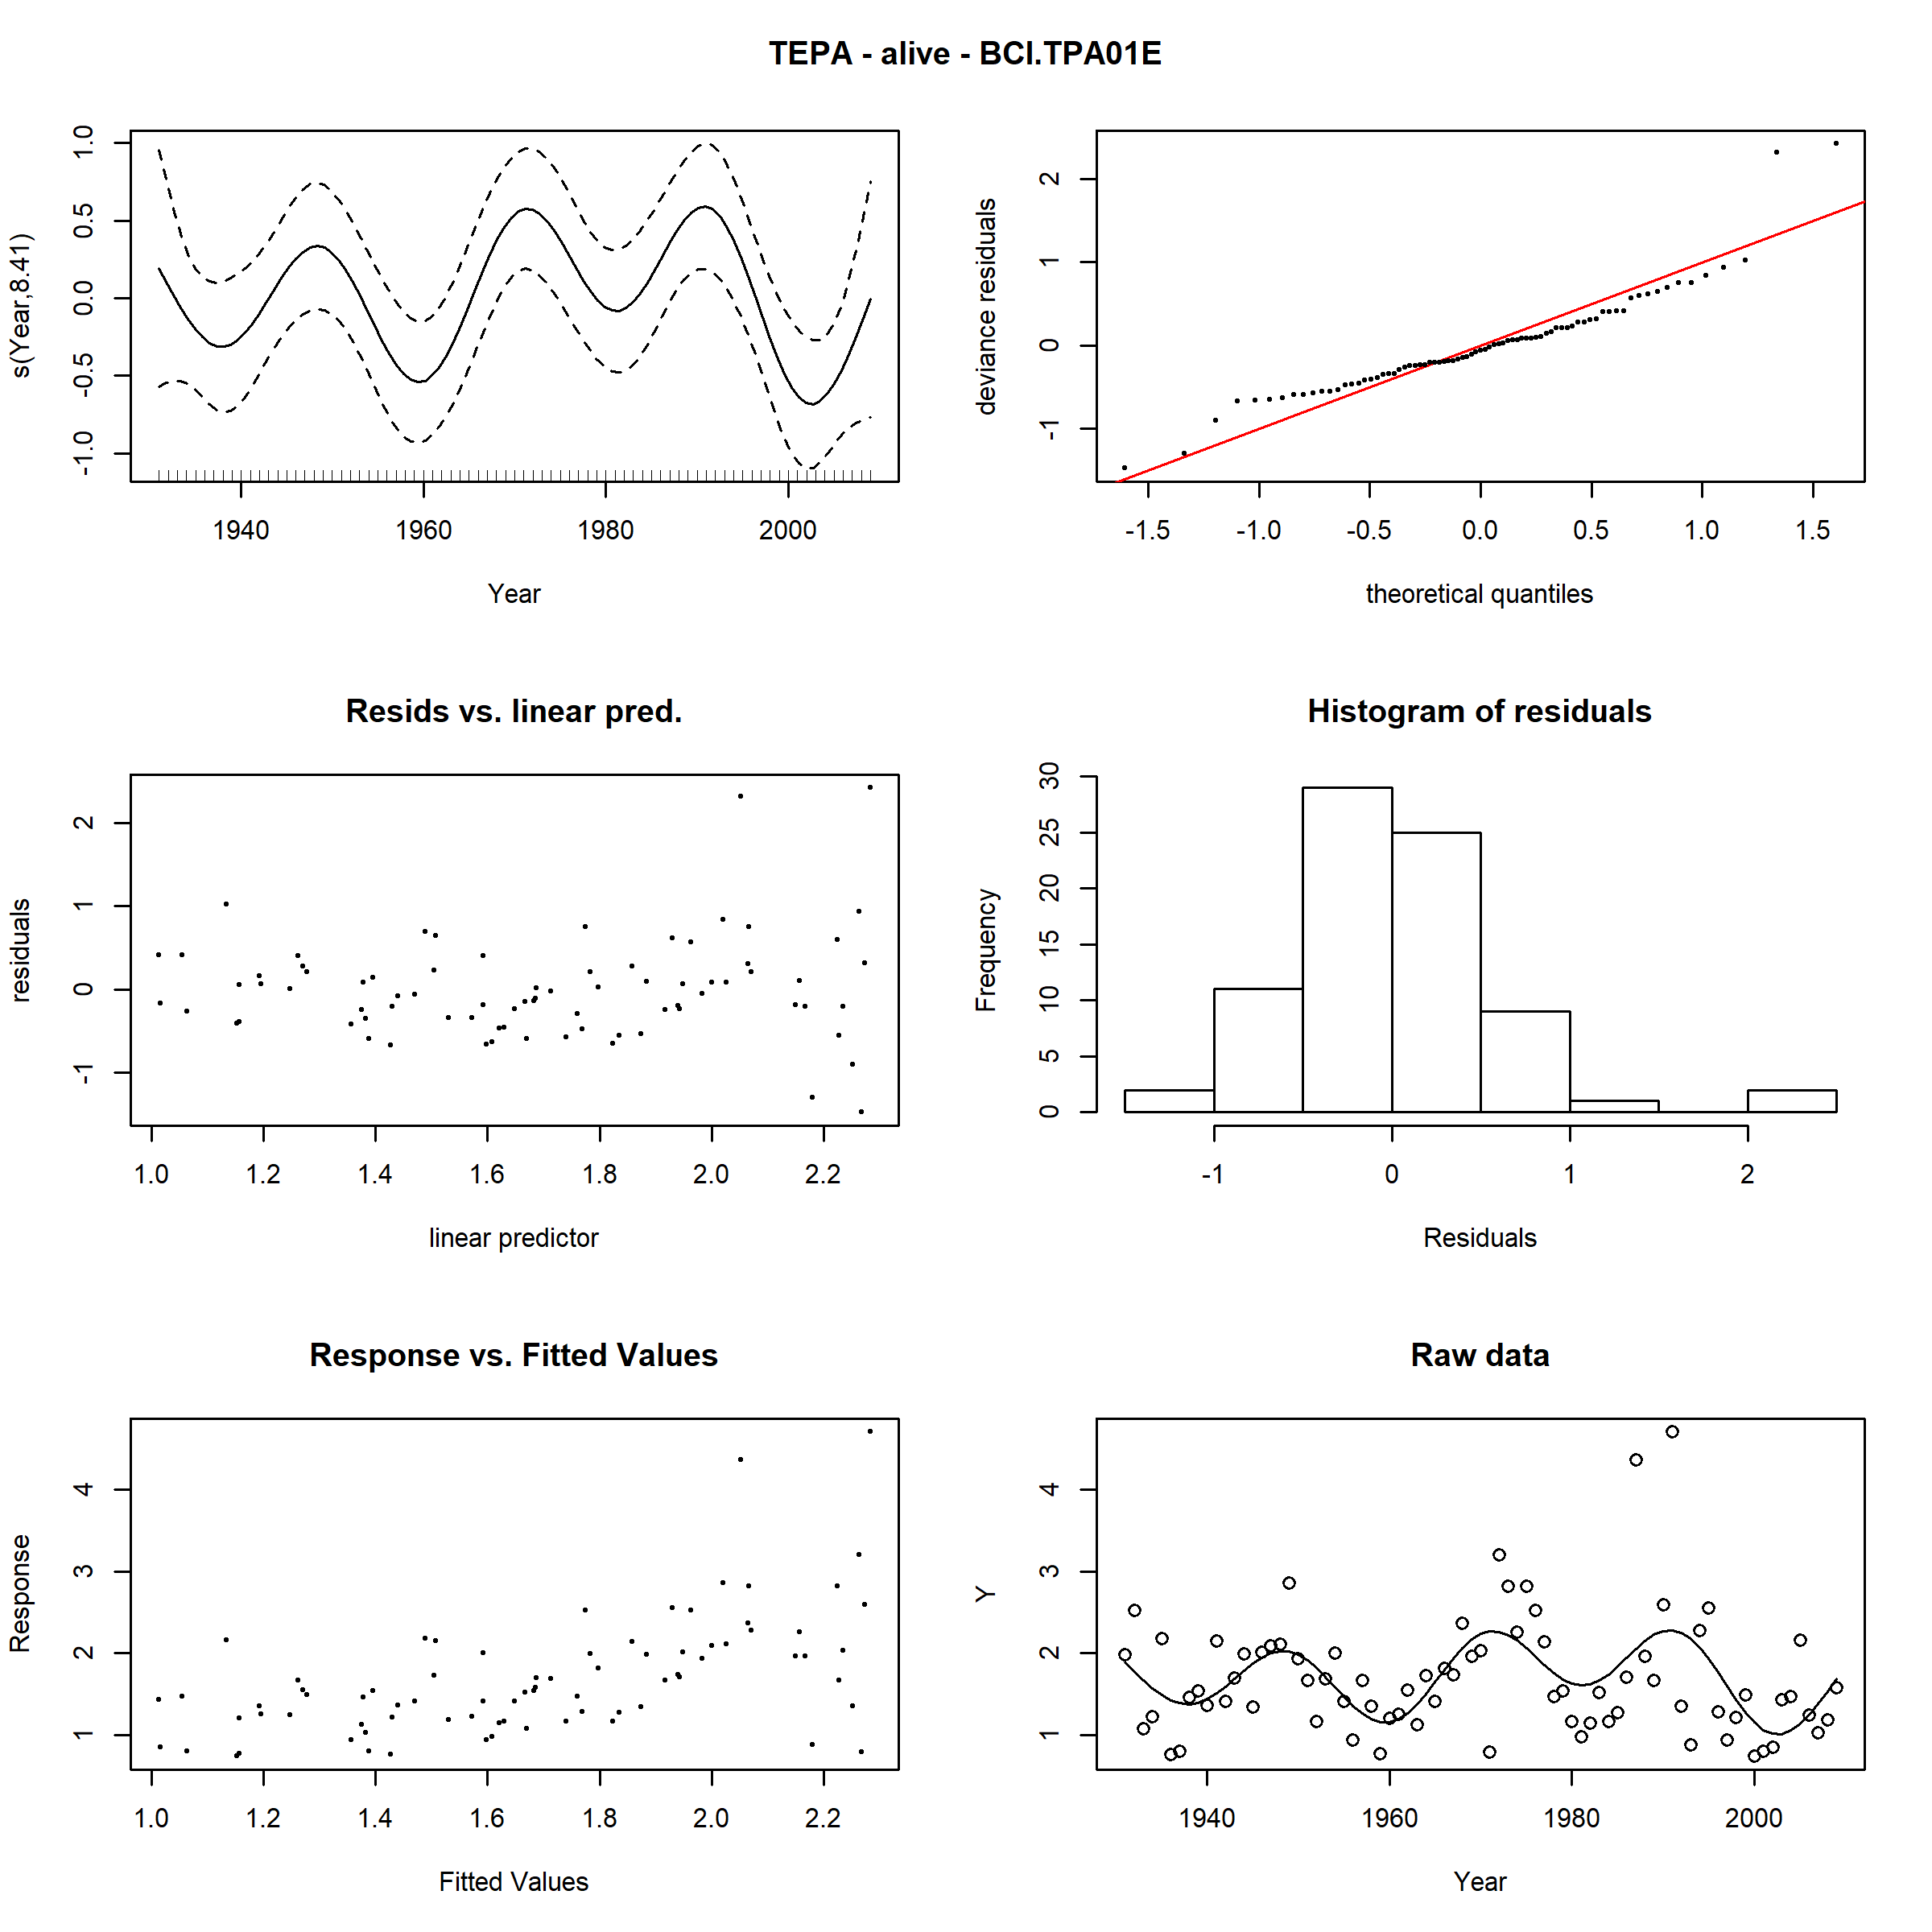 TEPA - alive - BCI.TPA01E
s(Year,8.41)
1.0
0.5
0.0
-0.5
-1.0
1940 1960 1980 2000
Year
deviance residuals
2
1
0
-1
-1.5 -1.0 -0.5 0.0 0.5 1.0 1.5
theoretical quantiles
Resids vs. linear pred.
residuals
2
1
0
-1
1.0 1.2 1.4 1.6 1.8 2.0 2.2
linear predictor
Histogram of residuals
Frequency
30
25
20
15
10
5
0
-1 0 1 2
Residuals
Response vs. Fitted Values
Response
4
3
2
1
1.0 1.2 1.4 1.6 1.8 2.0 2.2
Fitted Values
Raw data
Y
4
3
2
1
1940 1960 1980 2000
Year